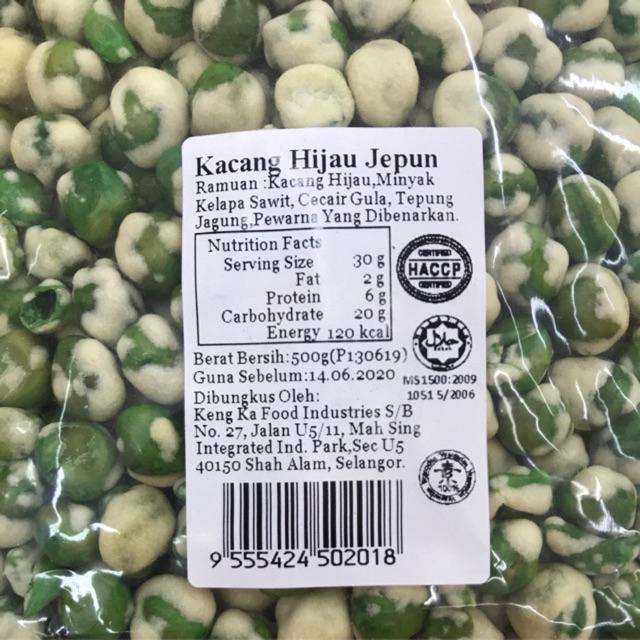 Kacang Hijau Jepun
Ramuan :Kacang Hijau,Minyak
Kelapa Sawit, Cecair Gula, Tepung
Jagung,Pewarna Yang Dibenarkan.
Nutrition Facts
Serving Size 30 g
Fat 2 g
Protein 6 g
Carbohydrate 20 g
Energy 120 kcal
CERTIFIED
HACCP
CERTIFIED
Berat Bersih:500g(P130619)
Guna Sebelum:14.06.2020
حلال
MS1500:2009
1051 5/2006
Dibungkus Oleh:
Keng Ka Food Industries S/B
No. 27, Jalan U5/11, Mah Sing
Integrated Ind. Park,Sec U5
40150 Shah Alam, Selangor.
素
100%
9 555424 502018